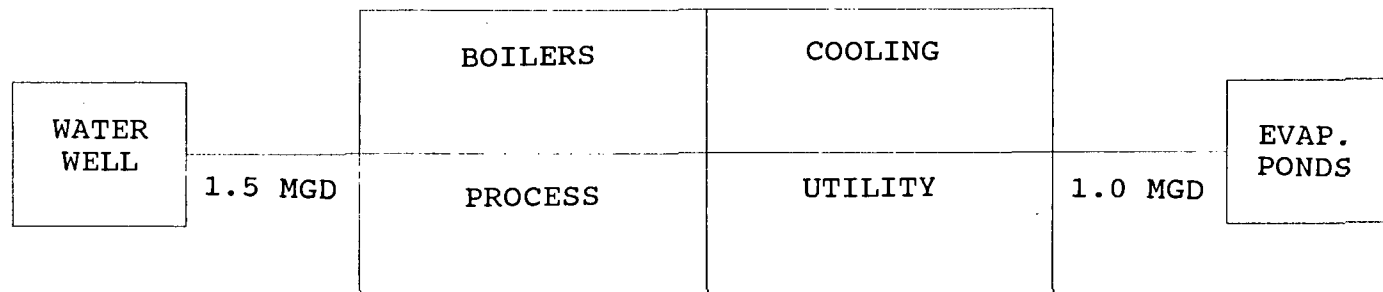 BOILERS
COOLING
WATER
WELL
EVAP.
PONDS
1.5 MGD
PROCESS
UTILITY
1.0 MGD